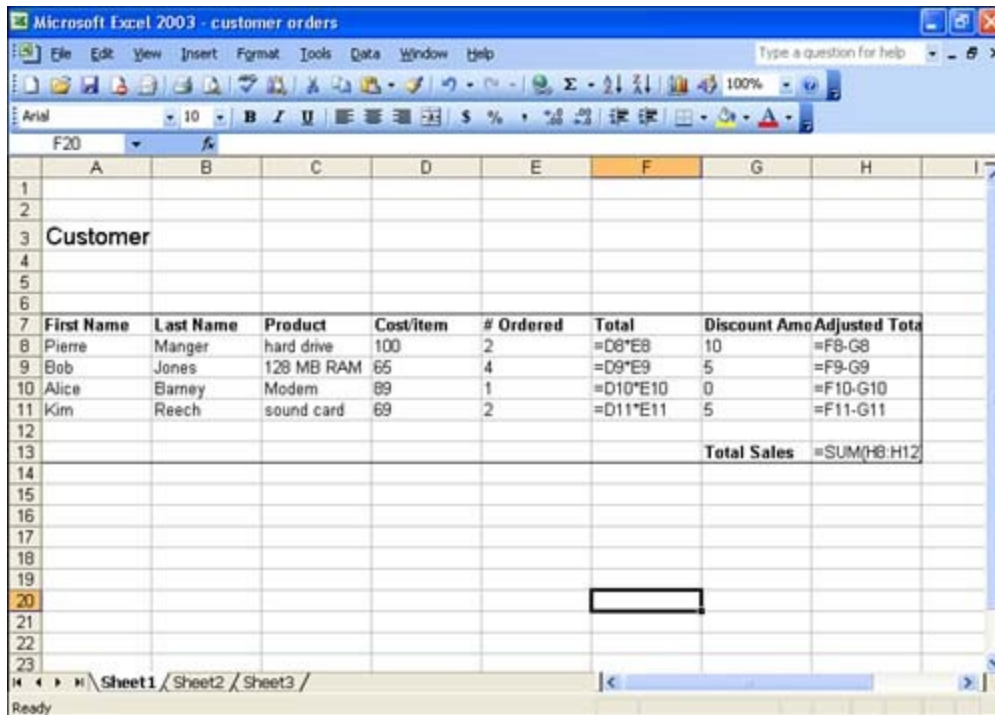 Microsoft Excel 2003 - customer orders
File Edit View Insert Format Tools Data Window Help Type a question for help
100%
Arial 10 B I U $ % ,
F20 fx
A B C D E F G H I
1
2
3 Customer
4
5
6
7 First Name Last Name Product Cost/item # Ordered Total Discount Amo Adjusted Tota
8 Pierre Manger hard drive 100 2 =D8*E8 10 =F8-G8
9 Bob Jones 128 MB RAM 65 4 =D9*E9 5 =F9-G9
10 Alice Barney Modem 89 1 =D10*E10 0 =F10-G10
11 Kim Reech sound card 69 2 =D11*E11 5 =F11-G11
12
13 Total Sales =SUM(H8:H12
14
15
16
17
18
19
20
21
22
23
Sheet1 Sheet2 Sheet3
Ready